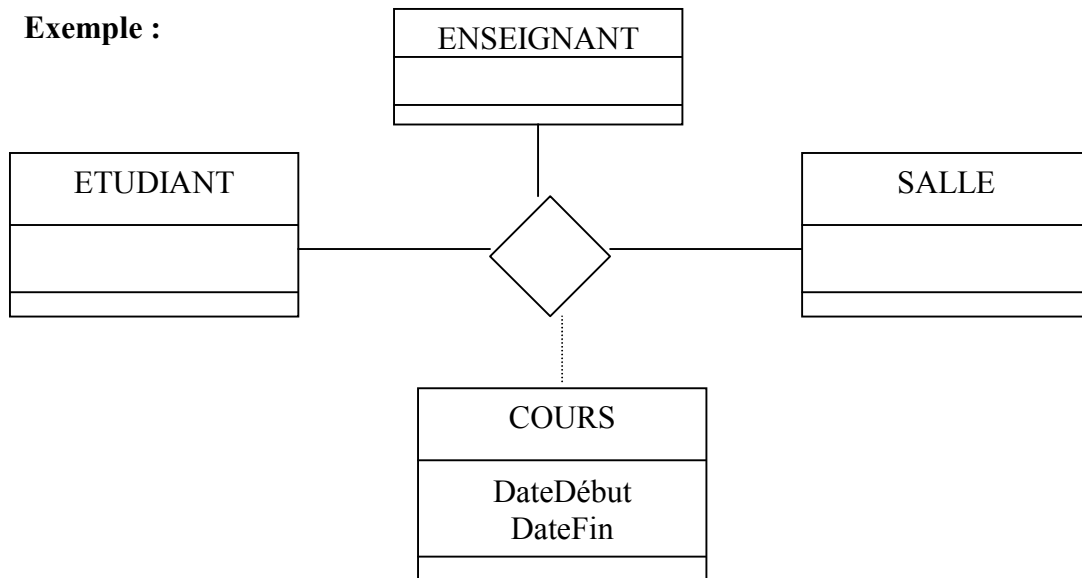 Exemple :
ENSEIGNANT
ETUDIANT
SALLE
COURS
DateDébut
DateFin